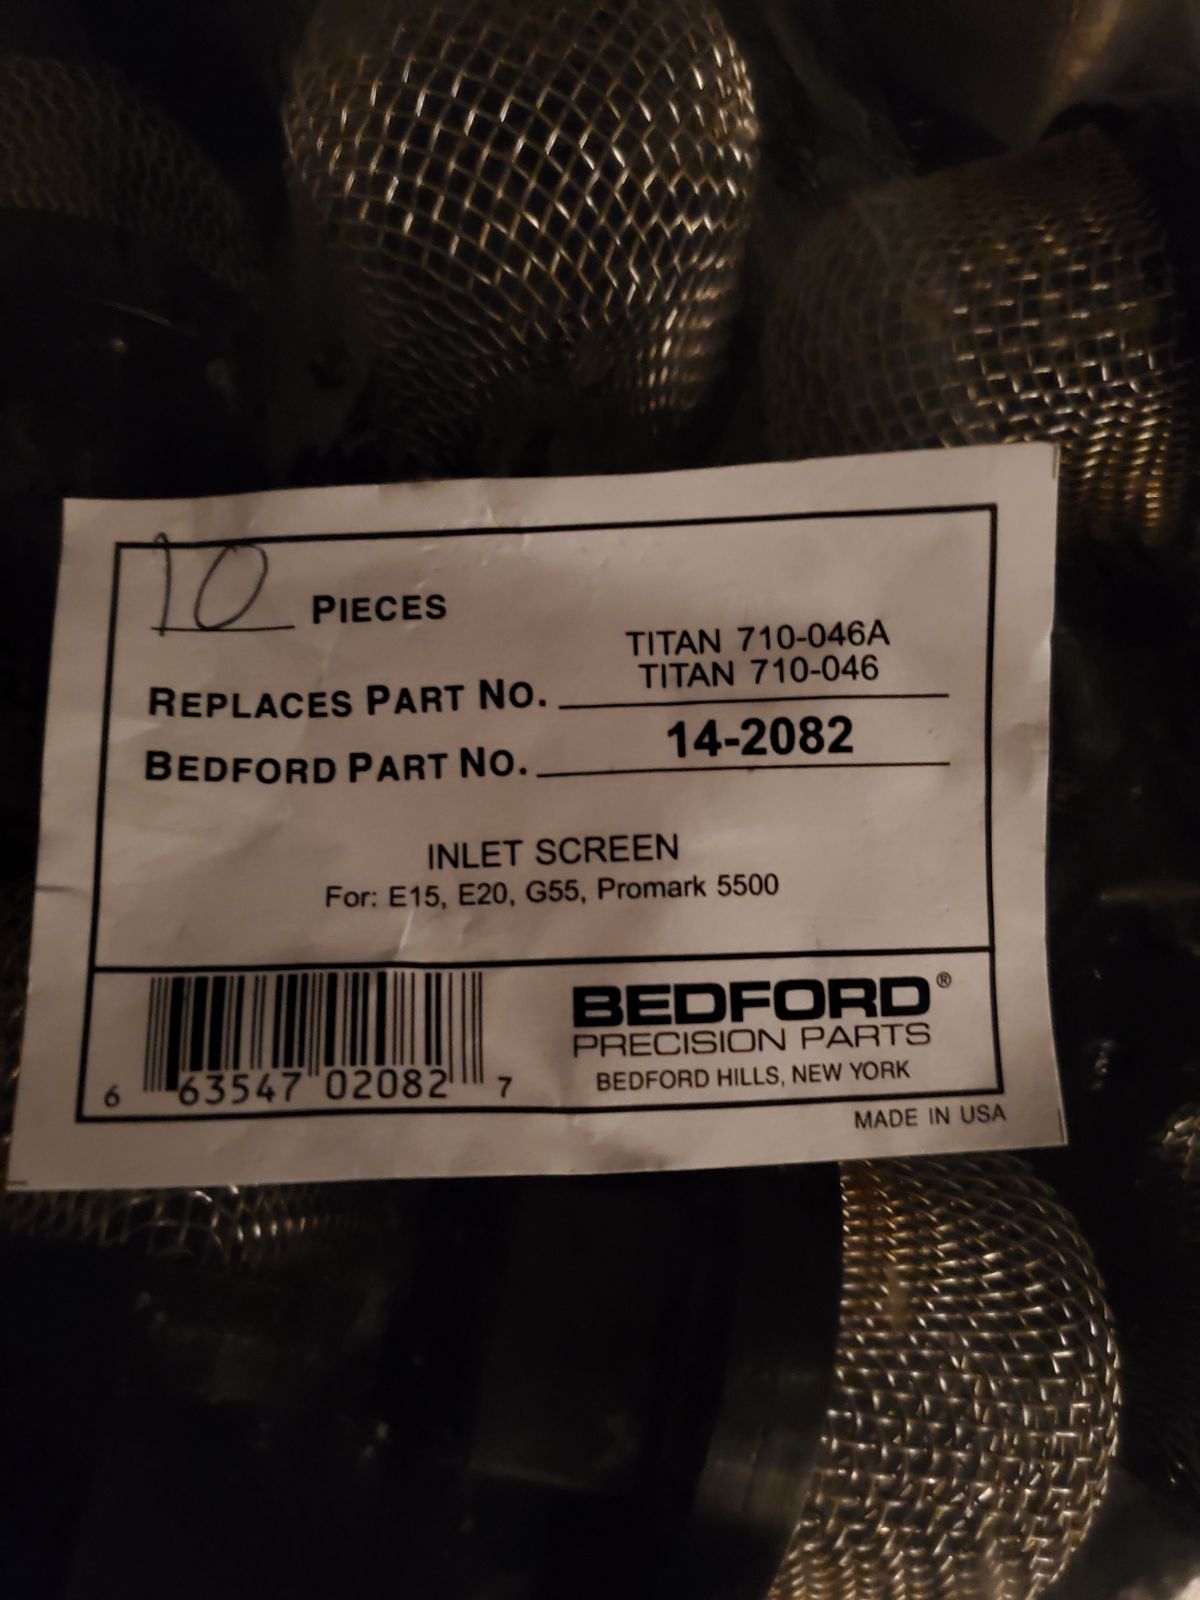 10 PIECES
TITAN 710-046A
TITAN 710-046
REPLACES PART NO.
BEDFORD PART NO. 14-2082
INLET SCREEN
For: E15, E20, G55, Promark 5500
6 63547 02082 7
BEDFORD®
PRECISION PARTS
BEDFORD HILLS, NEW YORK
MADE IN USA